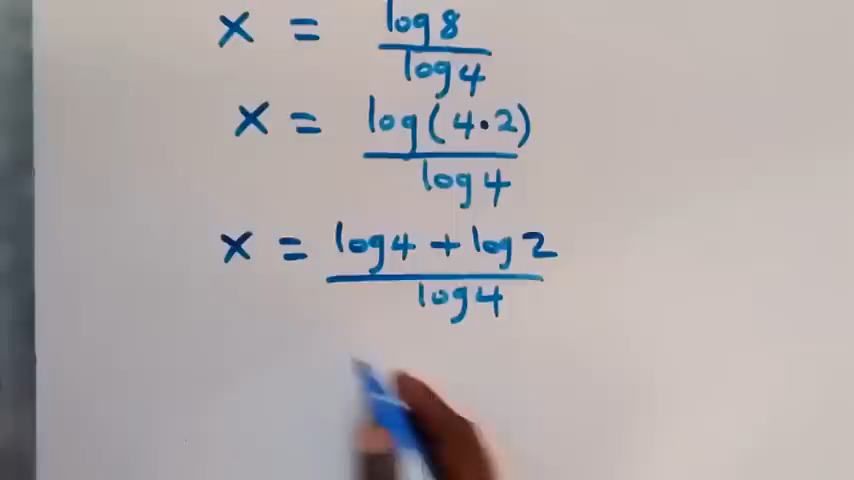 x = log 8 / log 4
x = log(4·2) / log 4
x = log 4 + log 2 / log 4